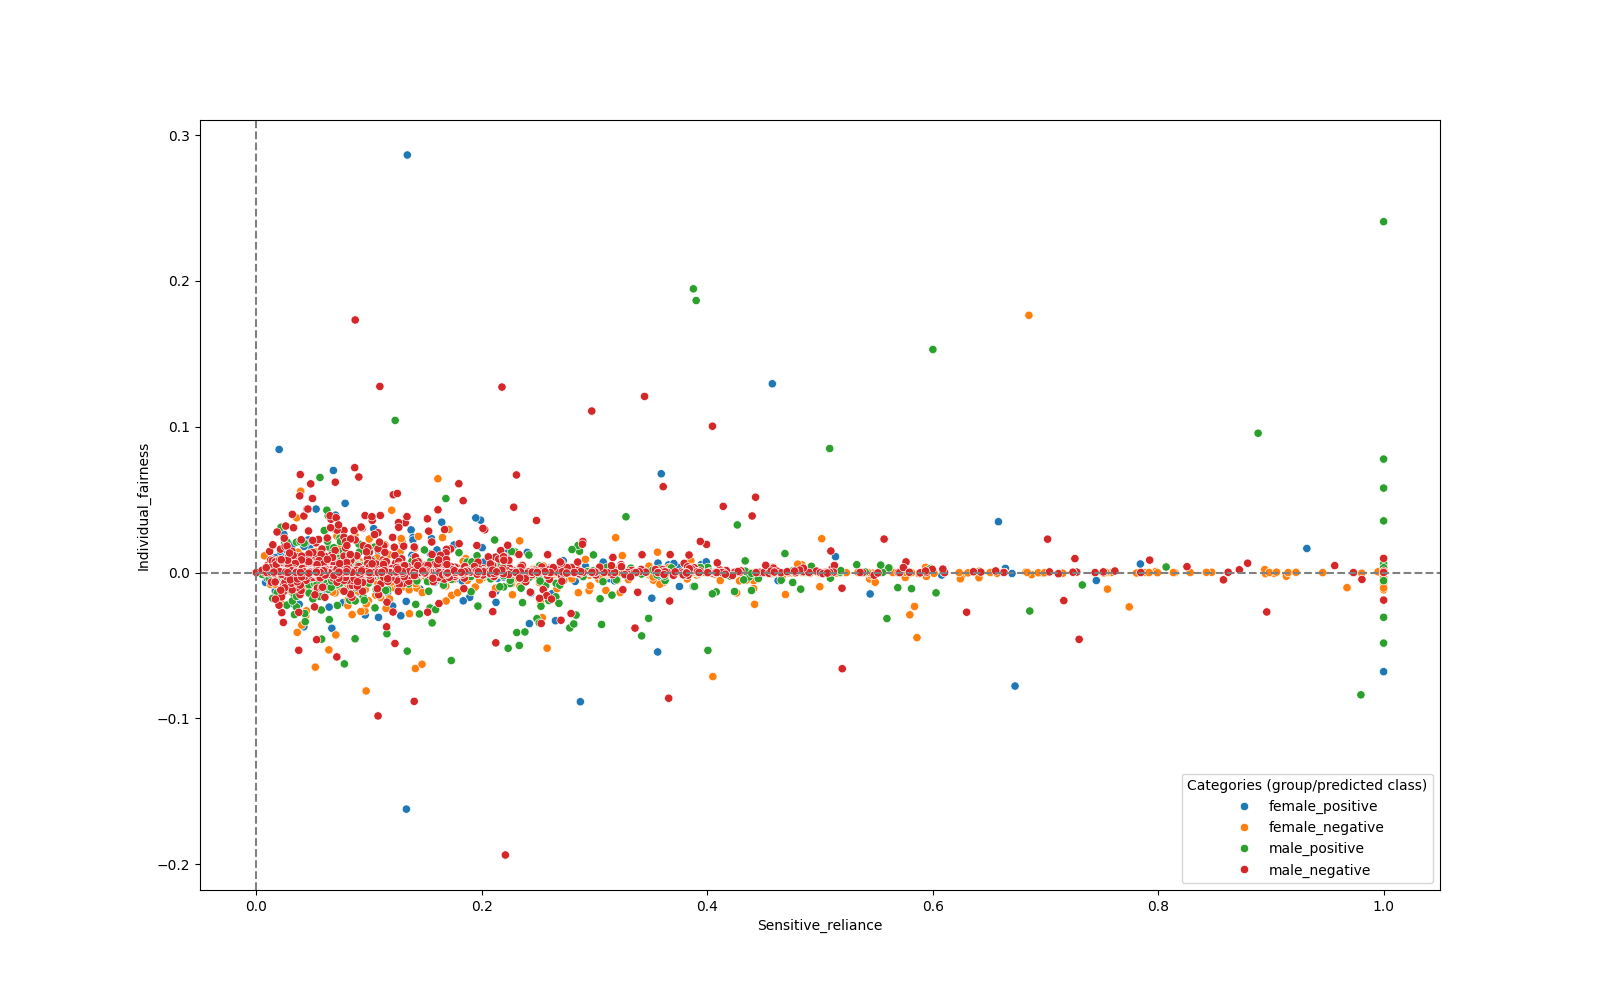 0.3
0.2
0.1
0.0
−0.1
−0.2
Individual_fairness
0.0 0.2 0.4 0.6 0.8 1.0
Sensitive_reliance
Categories (group/predicted class)
female_positive
female_negative
male_positive
male_negative